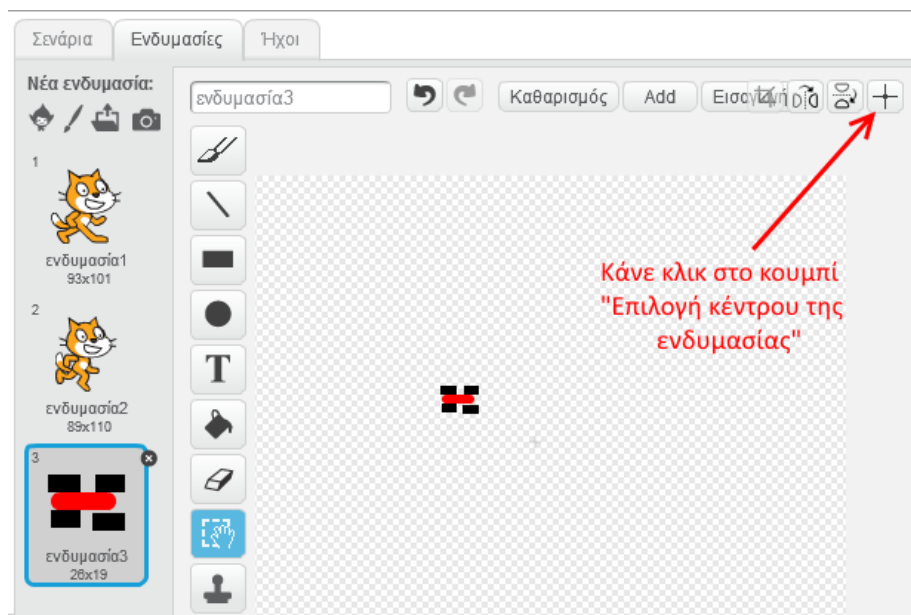 Σενάρια Ενδυμασίες Ήχοι
Νέα ενδυμασία:
ενδυμασία3 Καθαρισμός Add Εισαγωγή
1
ενδυμασία1
93x101
2
ενδυμασία2
89x110
3
ενδυμασία3
26x19
T
Κάνε κλικ στο κουμπί
"Επιλογή κέντρου της
ενδυμασίας"